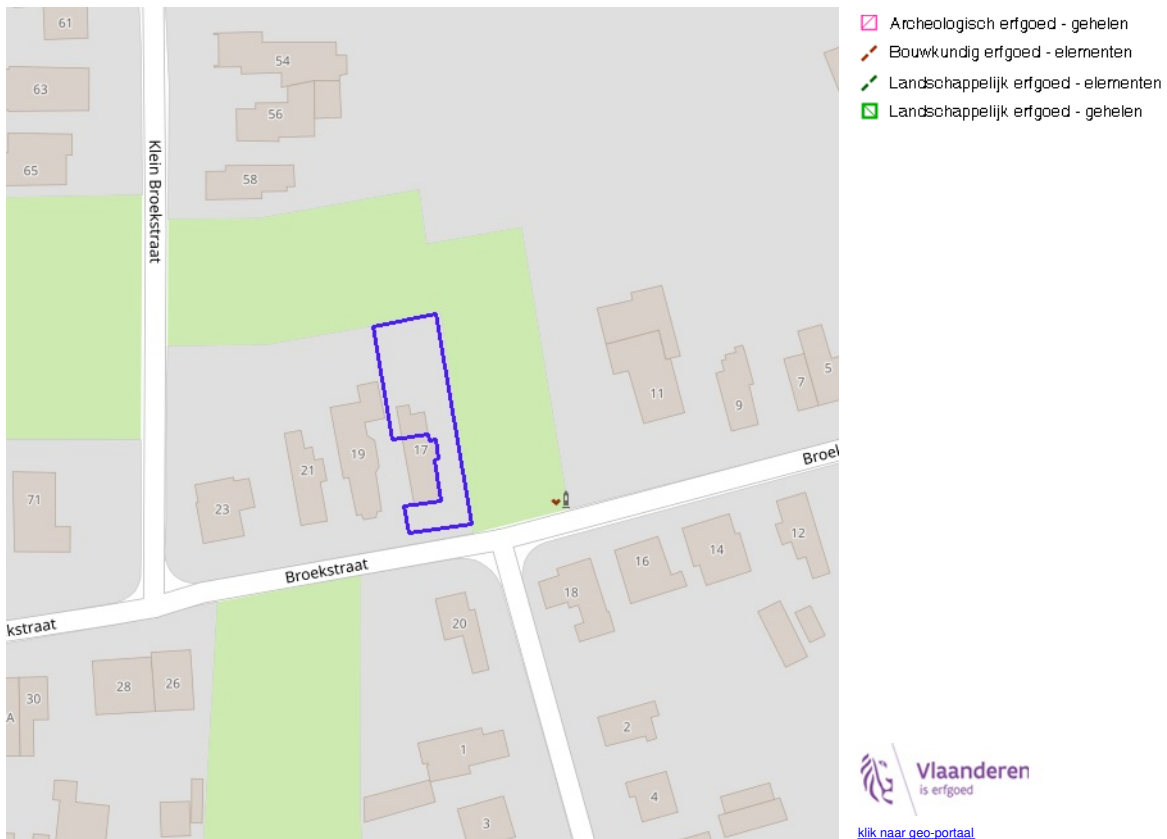 61
54
63
56
65
58
Klein Broekstraat
11
7
5
9
17
19
21
23
71
Broekstraat
Broek
kstraat
12
14
16
18
20
28
26
30
A
1
2
4
3
Archeologisch erfgoed - gehelen
Bouwkundig erfgoed - elementen
Landschappelijk erfgoed - elementen
Landschappelijk erfgoed - gehelen
Vlaanderen
is erfgoed
klik naar geo-portaal